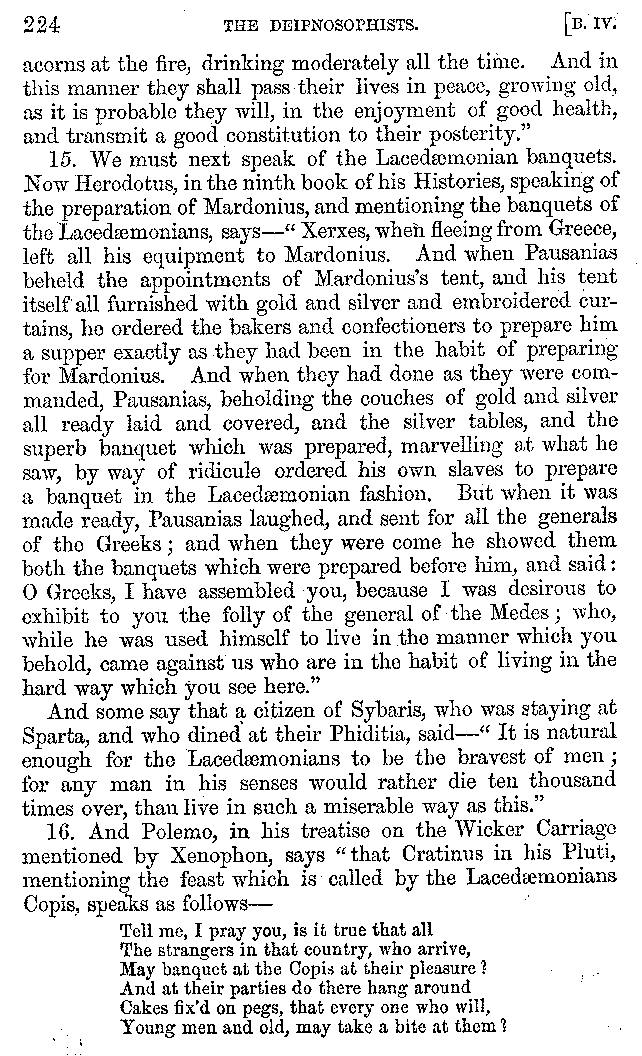 224 THE DEIPNOSOPHISTS. [B. IV.
acorns at the fire, drinking moderately all the time. And in
this manner they shall pass their lives in peace, growing old,
as it is probable they will, in the enjoyment of good health,
and transmit a good constitution to their posterity."
15. We must next speak of the Lacedæmonian banquets.
Now Herodotus, in the ninth book of his Histories, speaking of
the preparation of Mardonius, and mentioning the banquets of
the Lacedæmonians, says—" Xerxes, when fleeing from Greece,
left all his equipment to Mardonius. And when Pausanias
beheld the appointments of Mardonius's tent, and his tent
itself all furnished with gold and silver and embroidered cur-
tains, he ordered the bakers and confectioners to prepare him
a supper exactly as they had been in the habit of preparing
for Mardonius. And when they had done as they were com-
manded, Pausanias, beholding the couches of gold and silver
all ready laid and covered, and the silver tables, and the
superb banquet which was prepared, marvelling at what he
saw, by way of ridicule ordered his own slaves to prepare
a banquet in the Lacedæmonian fashion. But when it was
made ready, Pausanias laughed, and sent for all the generals
of the Greeks ; and when they were come he showed them
both the banquets which were prepared before him, and said :
O Greeks, I have assembled you, because I was desirous to
exhibit to you the folly of the general of the Medes ; who,
while he was used himself to live in the manner which you
behold, came against us who are in the habit of living in the
hard way which you see here."
And some say that a citizen of Sybaris, who was staying at
Sparta, and who dined at their Phiditia, said—" It is natural
enough for the Lacedæmonians to be the bravest of men ;
for any man in his senses would rather die ten thousand
times over, than live in such a miserable way as this."
16. And Polemo, in his treatise on the Wicker Carriage
mentioned by Xenophon, says "that Cratinus in his Pluti,
mentioning the feast which is called by the Lacedæmonians
Copis, speaks as follows—
Tell me, I pray you, is it true that all
The strangers in that country, who arrive,
May banquet at the Copis at their pleasure ?
And at their parties do there hang around
Cakes fix'd on pegs, that every one who will,
Young men and old, may take a bite at them ?